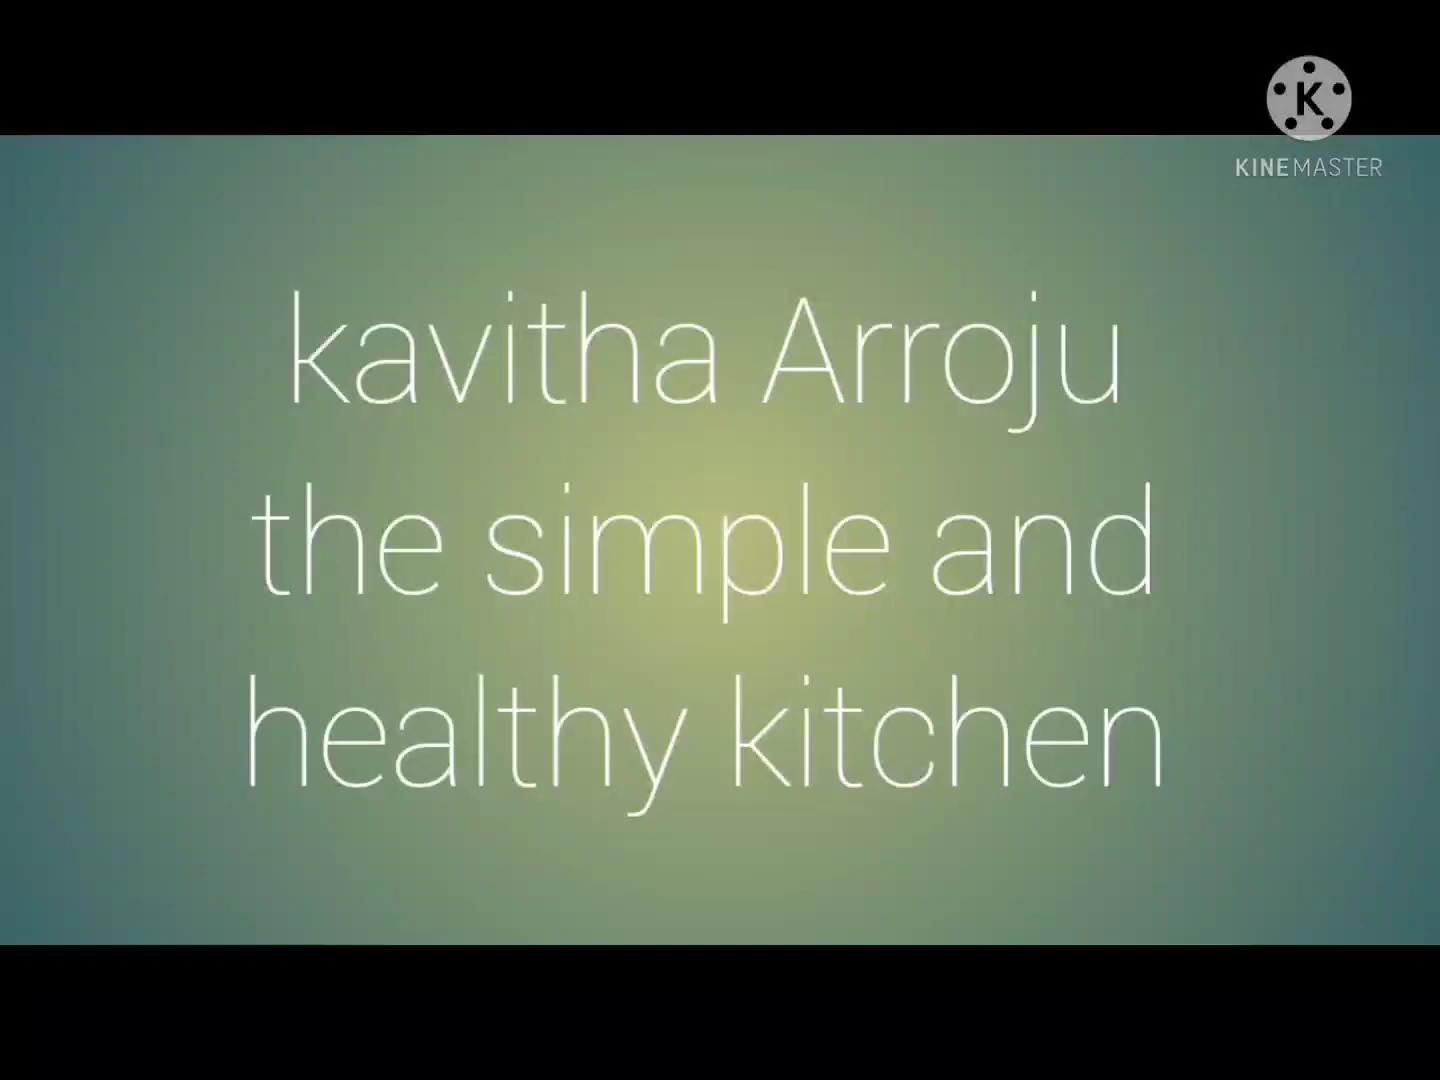 K
KINEMASTER
kavitha Arroju
the simple and
healthy kitchen